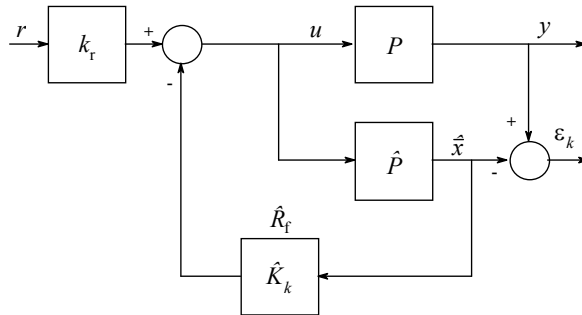 r
k_r
+
-
u
P
y
+
-
ε_k
P̂
x̄̂
R̂_f
K̂_k